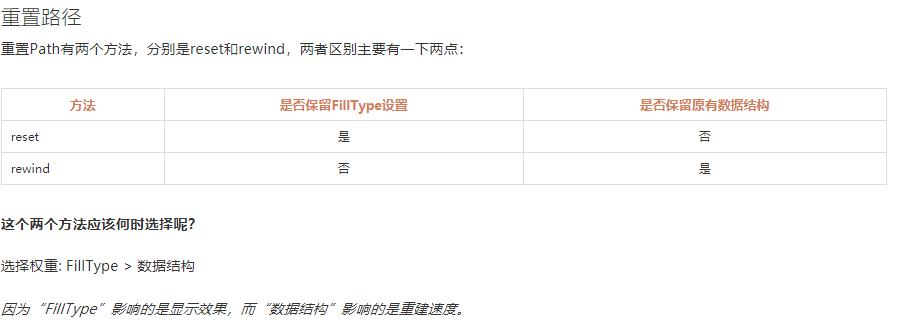 重置路径
重置Path有两个方法，分别是reset和rewind，两者区别主要有一下两点：
方法 是否保留FillType设置 是否保留原有数据结构
reset 是 否
rewind 否 是
这个两个方法应该何时选择呢?
选择权重: FillType > 数据结构
因为“FillType”影响的是显示效果，而“数据结构”影响的是重建速度。